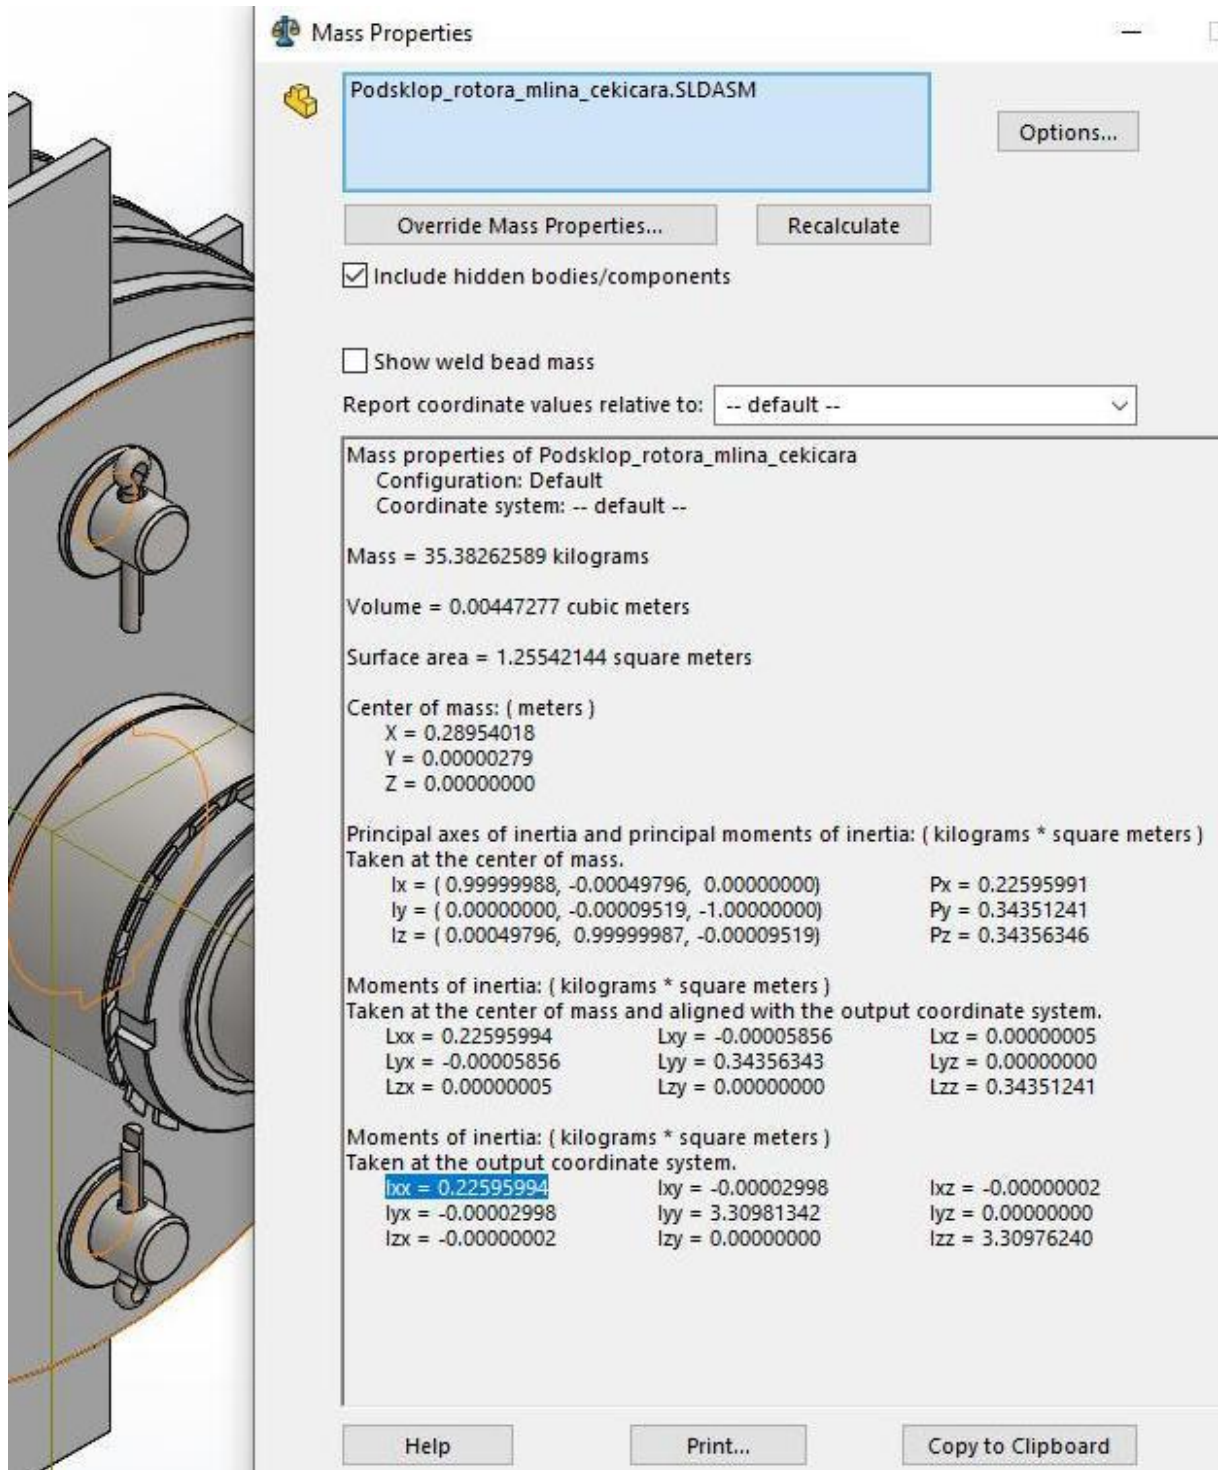 Mass Properties
Podsklop_rotora_mlina_cekicara.SLDASM
Options...
Override Mass Properties... Recalculate
Include hidden bodies/components
Show weld bead mass
Report coordinate values relative to: -- default --
Mass properties of Podsklop_rotora_mlina_cekicara
Configuration: Default
Coordinate system: -- default --
Mass = 35.38262589 kilograms
Volume = 0.00447277 cubic meters
Surface area = 1.25542144 square meters
Center of mass: ( meters )
X = 0.28954018
Y = 0.00000279
Z = 0.00000000
Principal axes of inertia and principal moments of inertia: ( kilograms * square meters )
Taken at the center of mass.
Ix = ( 0.99999988, -0.00049796, 0.00000000) Px = 0.22595991
Iy = ( 0.00000000, -0.00009519, -1.00000000) Py = 0.34351241
Iz = ( 0.00049796, 0.99999987, -0.00009519) Pz = 0.34356346
Moments of inertia: ( kilograms * square meters )
Taken at the center of mass and aligned with the output coordinate system.
Lxx = 0.22595994 Lxy = -0.00005856 Lxz = 0.00000005
Lyx = -0.00005856 Lyy = 0.34356343 Lyz = 0.00000000
Lzx = 0.00000005 Lzy = 0.00000000 Lzz = 0.34351241
Moments of inertia: ( kilograms * square meters )
Taken at the output coordinate system.
Ixx = 0.22595994 Ixy = -0.00002998 Ixz = -0.00000002
Iyx = -0.00002998 Iyy = 3.30981342 Iyz = 0.00000000
Izx = -0.00000002 Izy = 0.00000000 Izz = 3.30976240
Help Print... Copy to Clipboard